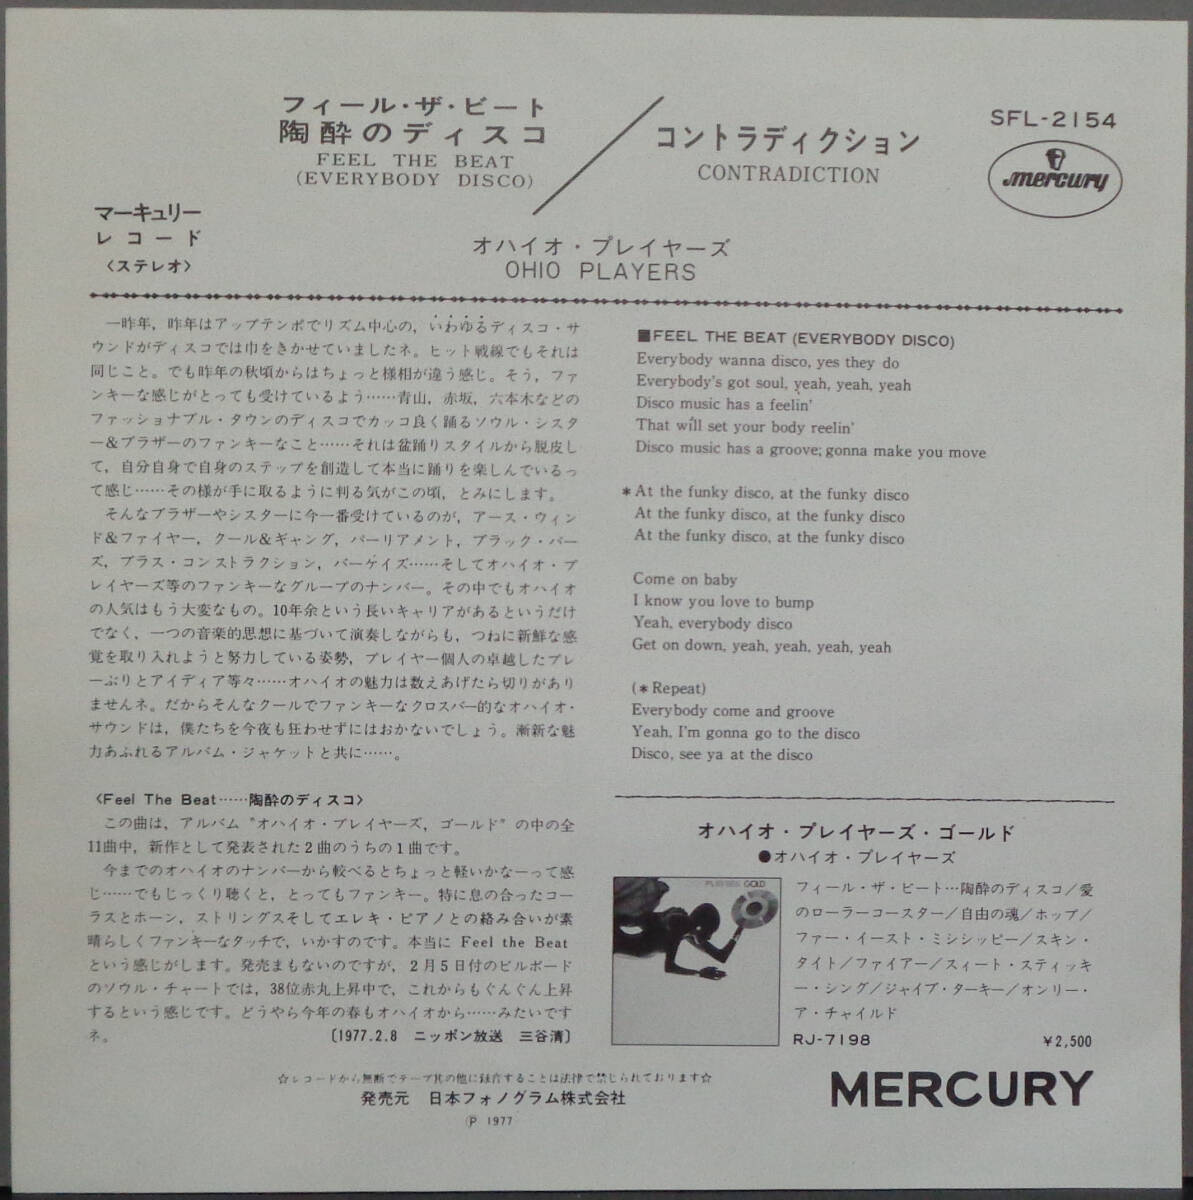 フィール・ザ・ビート
陶酔のディスコ
FEEL THE BEAT
(EVERYBODY DISCO)
コントラディクション
CONTRADICTION
SFL-2154
mercury
マーキュリー
レコード
〈ステレオ〉
オハイオ・プレイヤーズ
OHIO PLAYERS
一昨年，昨年はアップテンポでリズム中心の，いわゆるディスコ・サ
ウンドがディスコでは巾をきかせていましたネ。ヒット戦線でもそれは
同じこと。でも昨年の秋頃からはちょっと様相が違う感じ。そう，ファ
ンキーな感じがとっても受けているよう……青山，赤坂，六本木などの
ファッショナブル・タウンのディスコでカッコ良く踊るソウル・シスタ
ー&ブラザーのファンキーなこと……それは盆踊りスタイルから脱皮し
て，自分自身で自身のステップを創造して本当に踊りを楽しんでいるっ
て感じ……その様が手に取るように判る気がこの頃，とみにします。
そんなブラザーやシスターに今一番受けているのが，アース・ウィン
ド&ファイヤー，クール&ギャング，パーリアメント，ブラック・バー
ズ，ブラス・コンストラクション，バーケイズ……そしてオハイオ・プ
レイヤーズ等のファンキーなグループのナンバー。その中でもオハイオ
の人気はもう大変なもの。10年余という長いキャリアがあるというだけ
でなく，一つの音楽的思想に基づいて演奏しながらも，つねに新鮮な感
覚を取り入れようと努力している姿勢，プレイヤー個人の卓越したプレ
ーぶりとアイディア等々……オハイオの魅力は数えあげたら切りがあり
ませんネ。だからそんなクールでファンキーなクロスバー的なオハイオ・
サウンドは，僕たちを今夜も狂わせずにはおかないでしょう。漸新な魅
力あふれるアルバム・ジャケットと共に……。
〈Feel The Beat……陶酔のディスコ〉
この曲は，アルバム〝オハイオ・プレイヤーズ，ゴールド〞の中の全
11曲中，新作として発表された2曲のうちの1曲です。
今までのオハイオのナンバーから較べるとちょっと軽いかなーって感
じ……でもじっくり聴くと，とってもファンキー。特に息の合ったコー
ラスとホーン，ストリングスそしてエレキ・ピアノとの絡み合いが素
晴らしくファンキーなタッチで，いかすのです。本当に Feel the Beat
という感じがします。発売まもないのですが，2月5日付のビルボード
のソウル・チャートでは，38位赤丸上昇中で，これからもぐんぐん上昇
するという感じです。どうやら今年の春もオハイオから……みたいです
ネ。
〔1977.2.8 ニッポン放送 三谷清〕
■FEEL THE BEAT (EVERYBODY DISCO)
Everybody wanna disco, yes they do
Everybody's got soul, yeah, yeah, yeah
Disco music has a feelin'
That will set your body reelin'
Disco music has a groove; gonna make you move
*At the funky disco, at the funky disco
At the funky disco, at the funky disco
At the funky disco, at the funky disco
Come on baby
I know you love to bump
Yeah, everybody disco
Get on down, yeah, yeah, yeah, yeah
(*Repeat)
Everybody come and groove
Yeah, I'm gonna go to the disco
Disco, see ya at the disco
オハイオ・プレイヤーズ・ゴールド
●オハイオ・プレイヤーズ
PLAYERS GOLD
フィール・ザ・ビート…陶酔のディスコ/愛
のローラーコースター/自由の魂/ホップ/
ファー・イースト・ミシシッピー/スキン・
タイト/ファイアー/スィート・スティッキ
ー・シング/ジャイブ・ターキー/オンリー・
ア・チャイルド
RJ-7198 ￥2,500
☆レコードから無断でテープ其の他に録音することは法律で禁じられております☆
発売元 日本フォノグラム株式会社
Ⓟ 1977
MERCURY